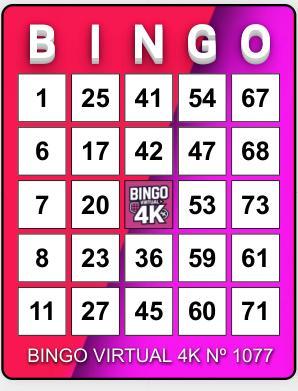 BINGO
1 25 41 54 67
6 17 42 47 68
7 20 BINGO VIRTUAL 4K 53 73
8 23 36 59 61
11 27 45 60 71
BINGO VIRTUAL 4K Nº 1077